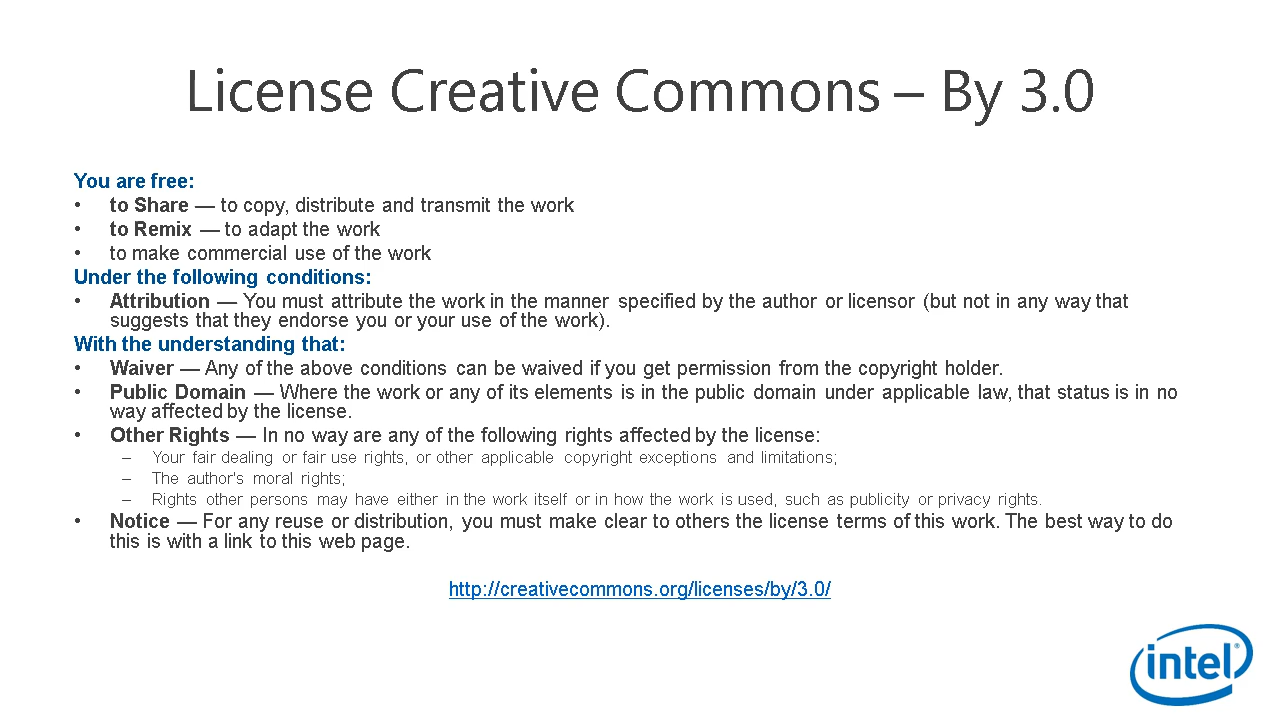 License Creative Commons – By 3.0
You are free:
• to Share — to copy, distribute and transmit the work
• to Remix — to adapt the work
• to make commercial use of the work
Under the following conditions:
• Attribution — You must attribute the work in the manner specified by the author or licensor (but not in any way that
suggests that they endorse you or your use of the work).
With the understanding that:
• Waiver — Any of the above conditions can be waived if you get permission from the copyright holder.
• Public Domain — Where the work or any of its elements is in the public domain under applicable law, that status is in no
way affected by the license.
• Other Rights — In no way are any of the following rights affected by the license:
– Your fair dealing or fair use rights, or other applicable copyright exceptions and limitations;
– The author's moral rights;
– Rights other persons may have either in the work itself or in how the work is used, such as publicity or privacy rights.
• Notice — For any reuse or distribution, you must make clear to others the license terms of this work. The best way to do
this is with a link to this web page.
http://creativecommons.org/licenses/by/3.0/
intel®